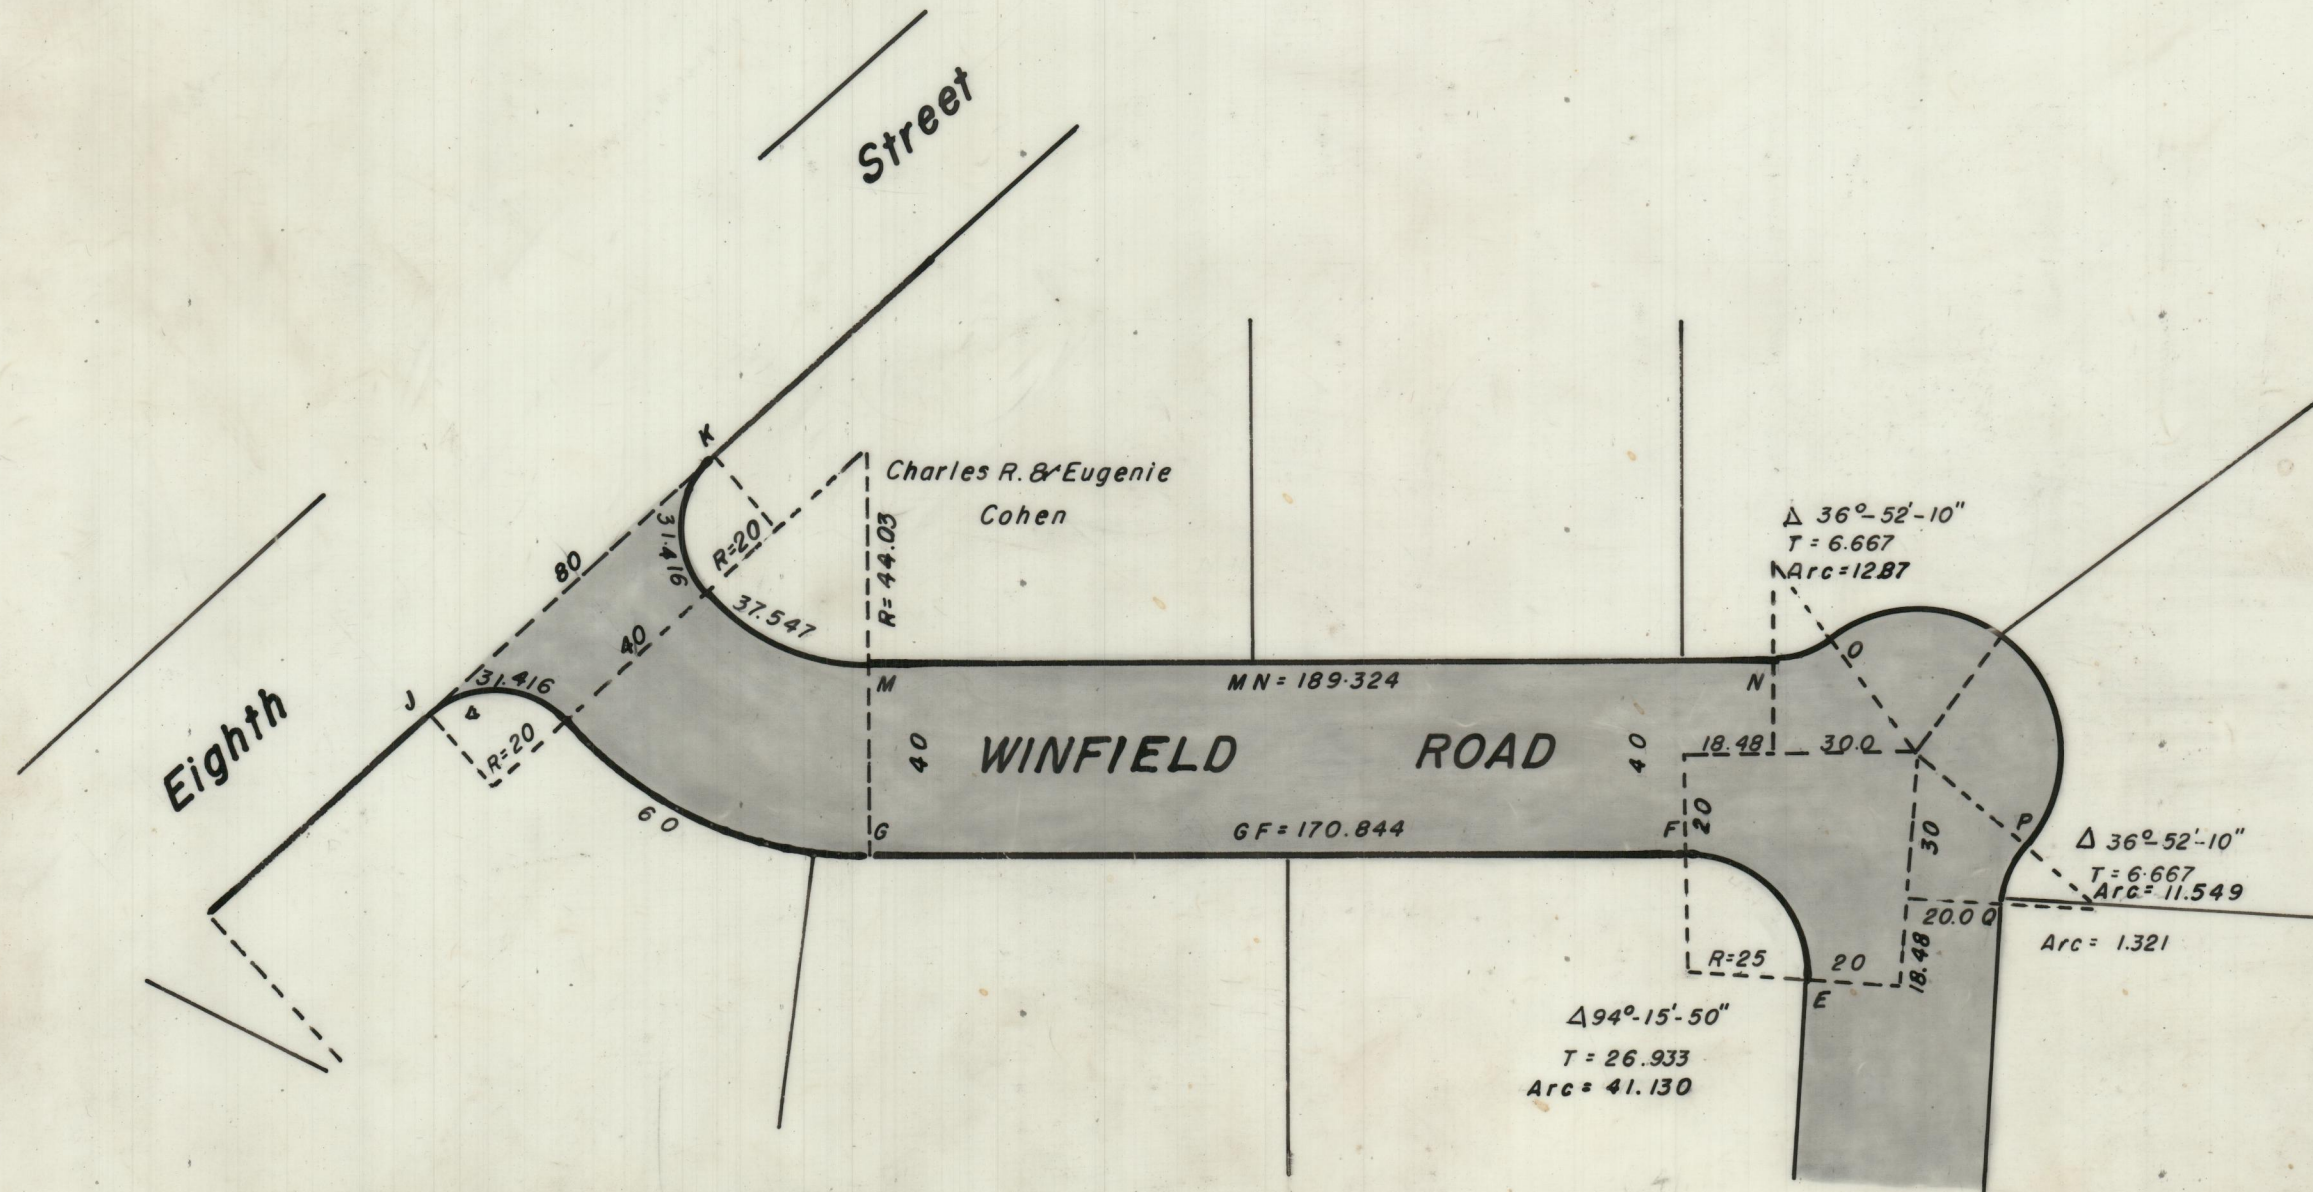 Street
K
Charles R. & Eugenie
Cohen
80
R=20
R= 44.03
31.416
37.547
40
Δ 36°-52'-10"
T = 6.667
Arc=12.87
O
31.416
J
Δ
R=20
Eighth
M
MN= 189.324
N
40
WINFIELD ROAD
40
18.48
30.0
60
G
GF=170.844
F
20
30
P
Δ 36°-52'-10"
T = 6.667
Arc= 11.549
20.0 Q
Arc = 1.321
R=25
20
18.48
E
Δ94°-15'-50"
T = 26.933
Arc = 41.130